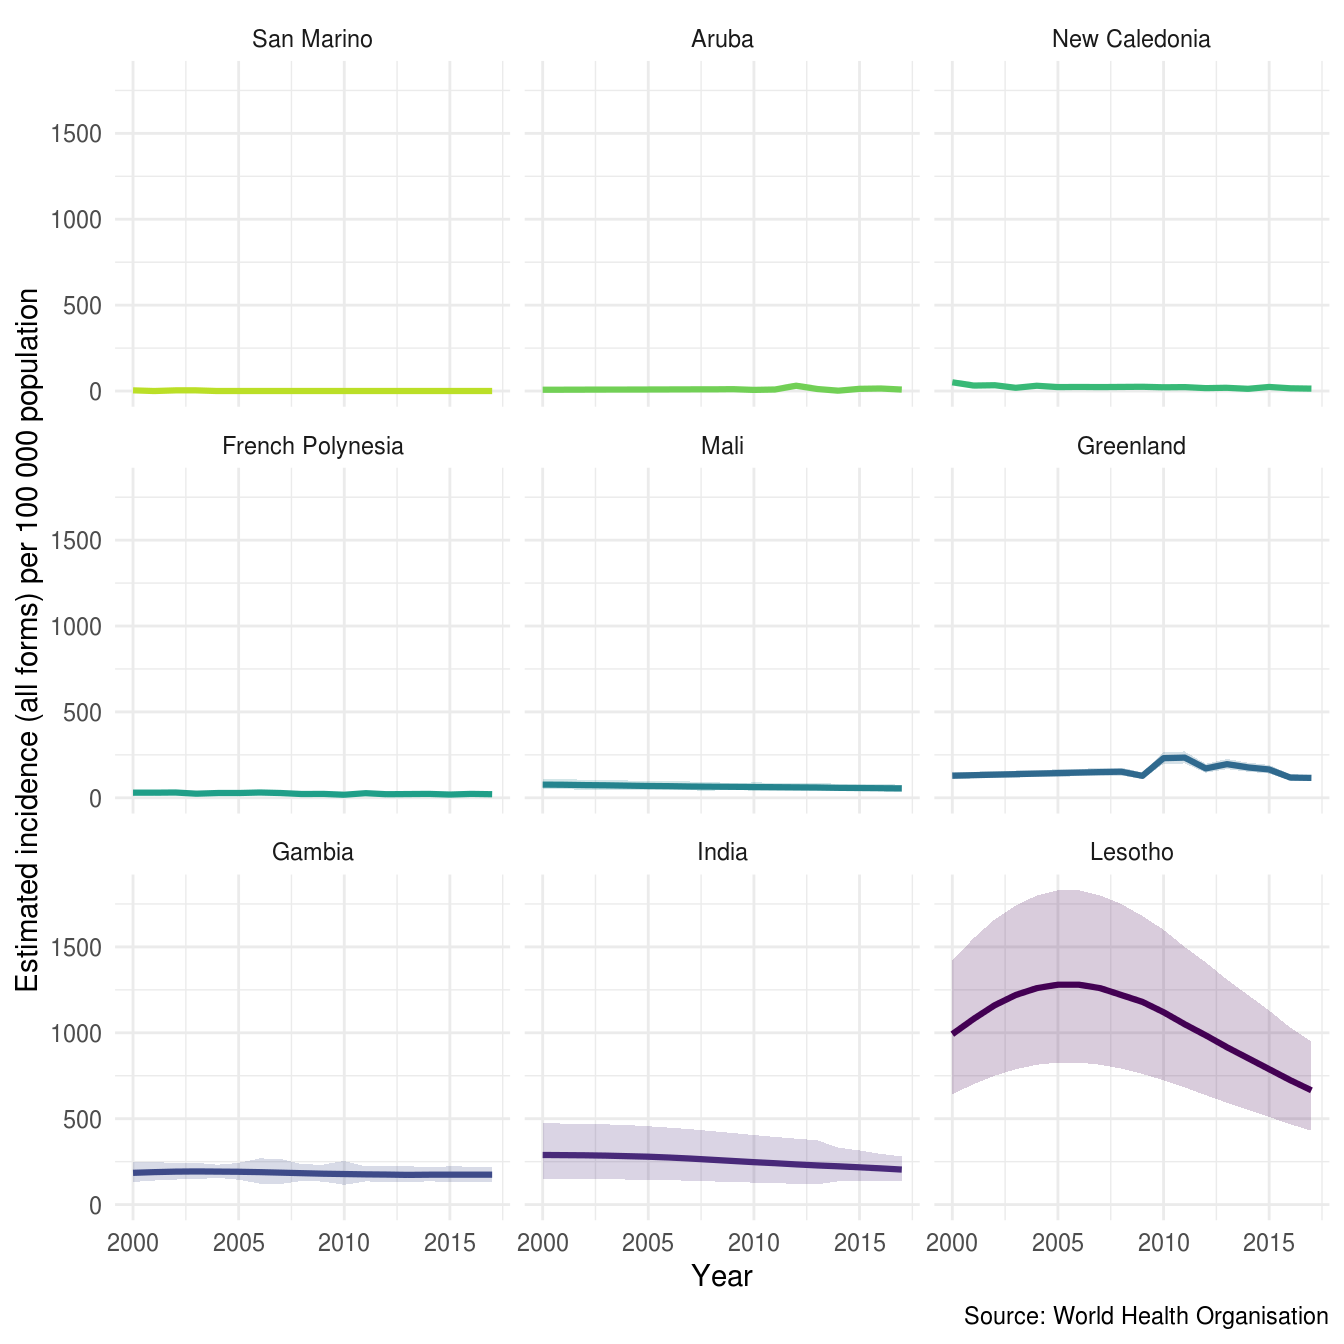 San Marino
Aruba
New Caledonia
1500
1000
500
0
French Polynesia
Mali
Greenland
1500
1000
500
0
Gambia
India
Lesotho
1500
1000
500
0
2000 2005 2010 2015
2000 2005 2010 2015
2000 2005 2010 2015
Estimated incidence (all forms) per 100 000 population
Year
Source: World Health Organisation